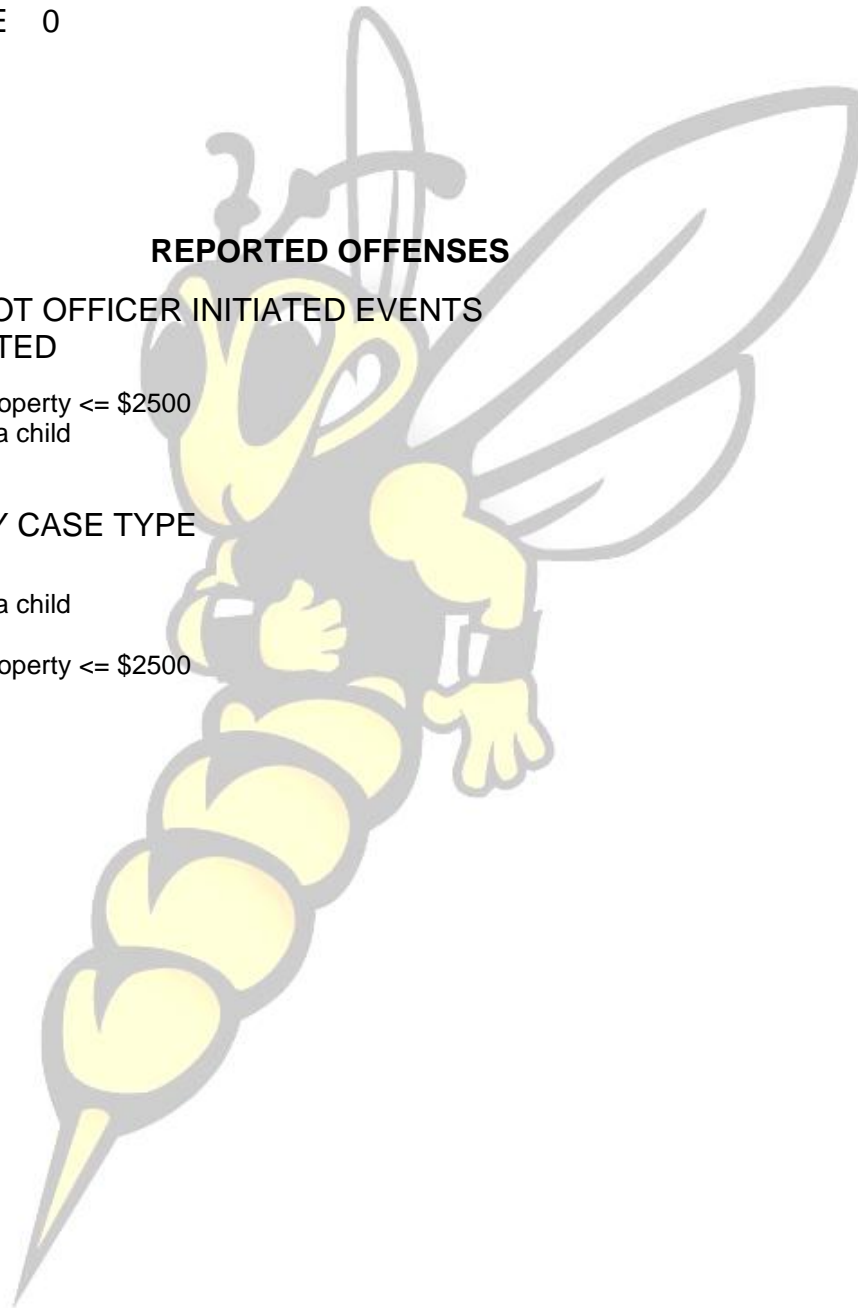 E 0
REPORTED OFFENSES
OT OFFICER INITIATED EVENTS
TED
operty <= $2500
a child
Y CASE TYPE
a child
operty <= $2500